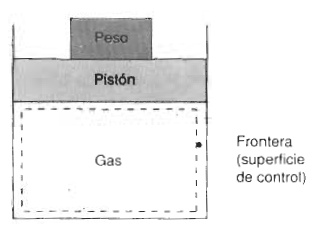 Peso
Pistón
Gas
Frontera
(superficie
de control)